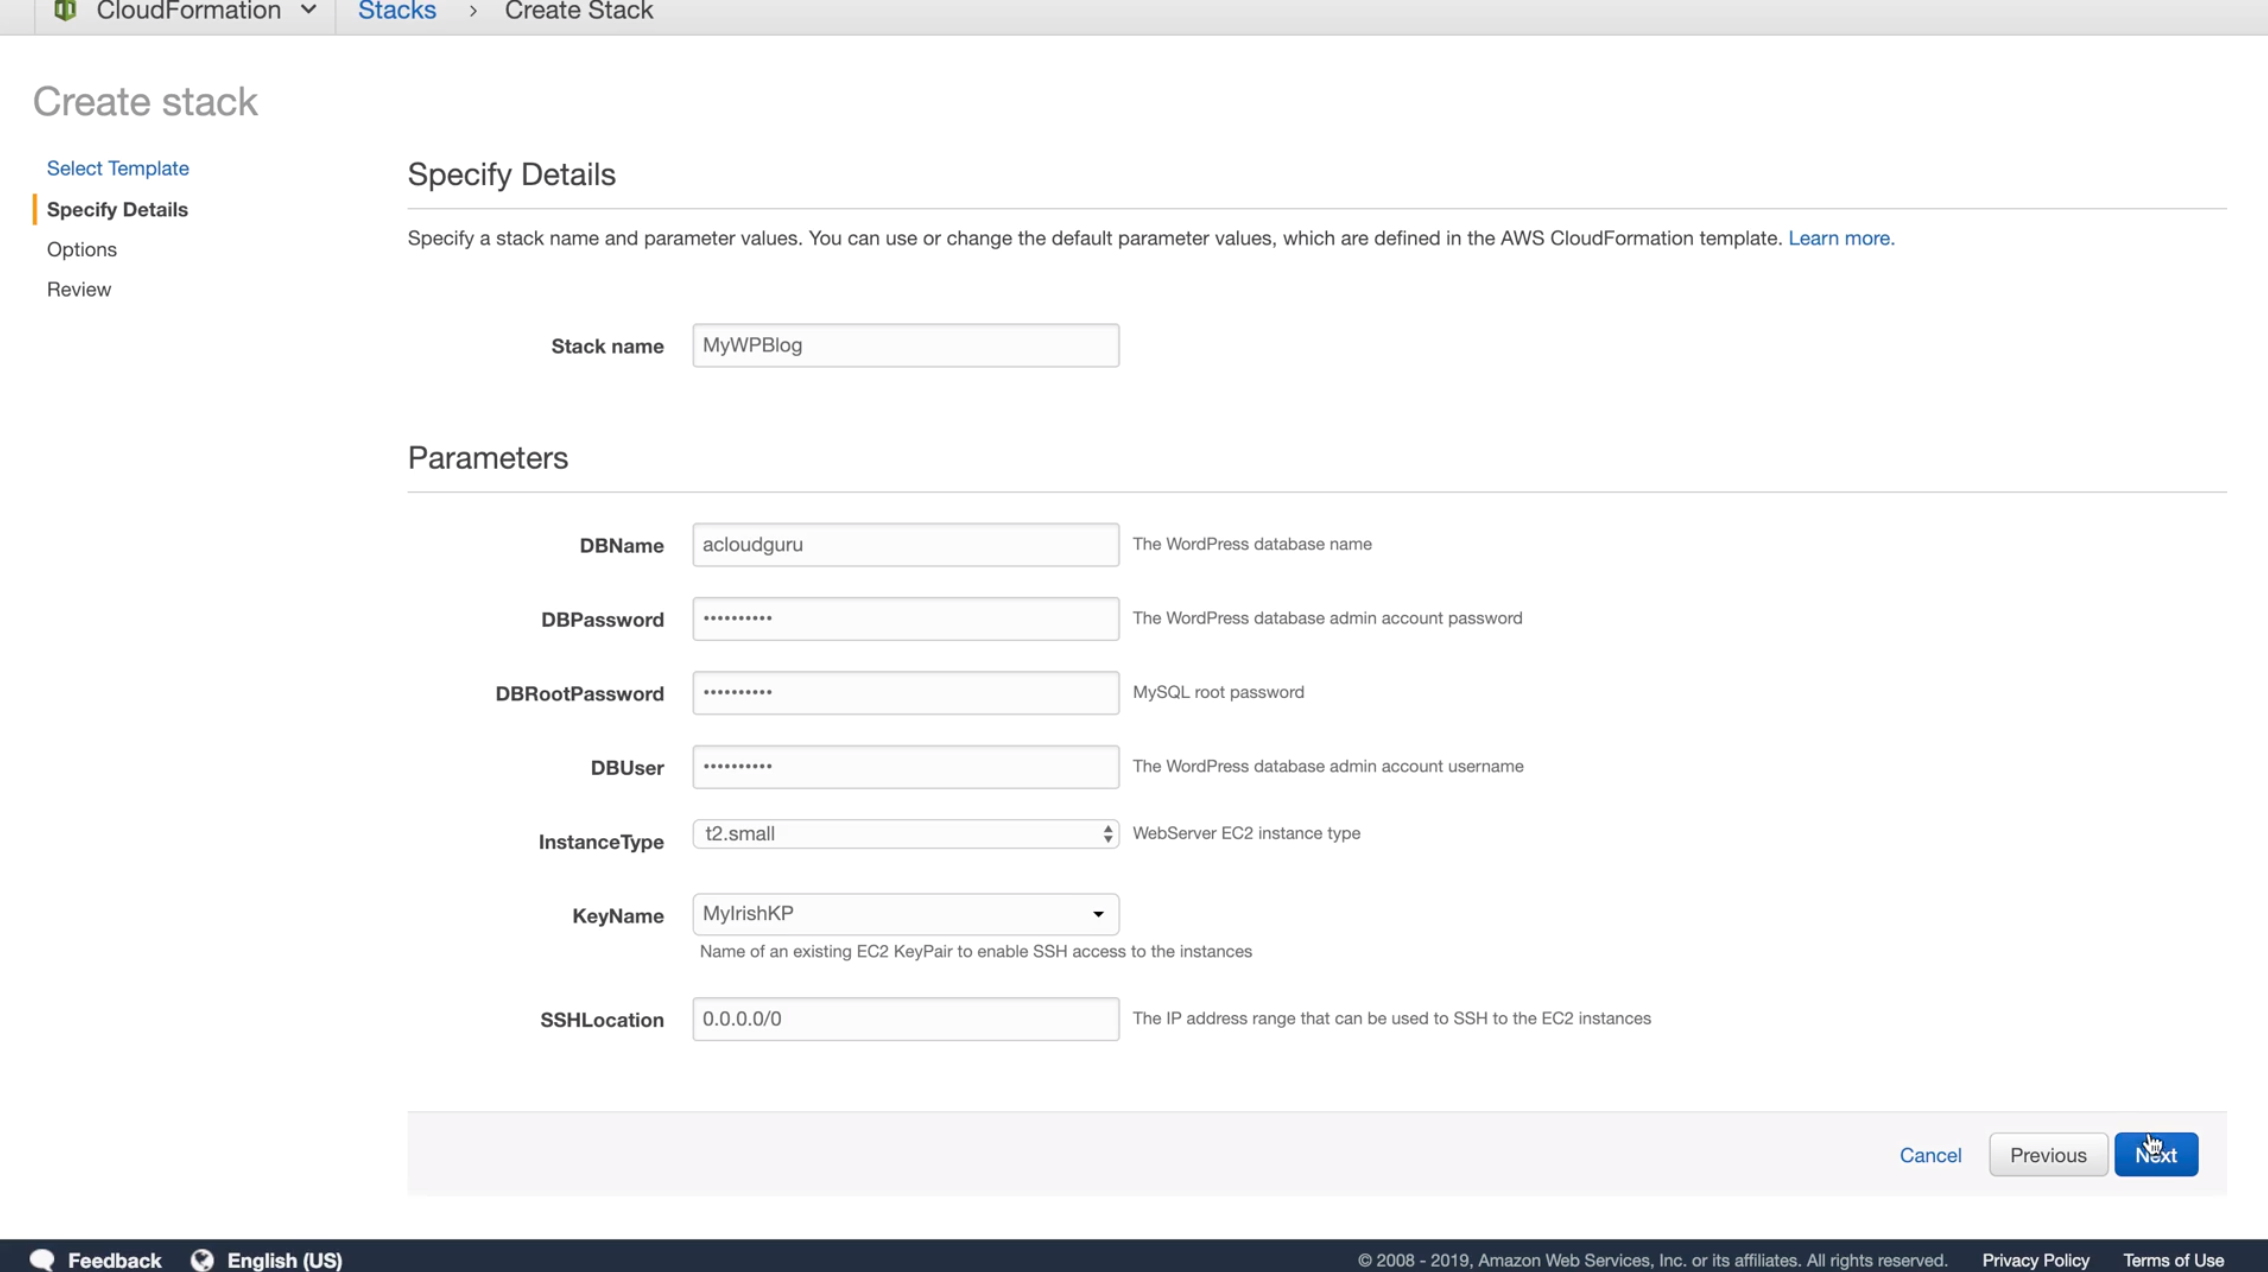 CloudFormation Stacks > Create Stack
Create stack
Select Template
Specify Details
Options
Review
Specify Details
Specify a stack name and parameter values. You can use or change the default parameter values, which are defined in the AWS CloudFormation template. Learn more.
Stack name MyWPBlog
Parameters
DBName acloudguru The WordPress database name
DBPassword •••••••••• The WordPress database admin account password
DBRootPassword •••••••••• MySQL root password
DBUser •••••••••• The WordPress database admin account username
InstanceType t2.small WebServer EC2 instance type
KeyName MyIrishKP
Name of an existing EC2 KeyPair to enable SSH access to the instances
SSHLocation 0.0.0.0/0 The IP address range that can be used to SSH to the EC2 instances
Cancel Previous Next
Feedback English (US) © 2008 - 2019, Amazon Web Services, Inc. or its affiliates. All rights reserved. Privacy Policy Terms of Use